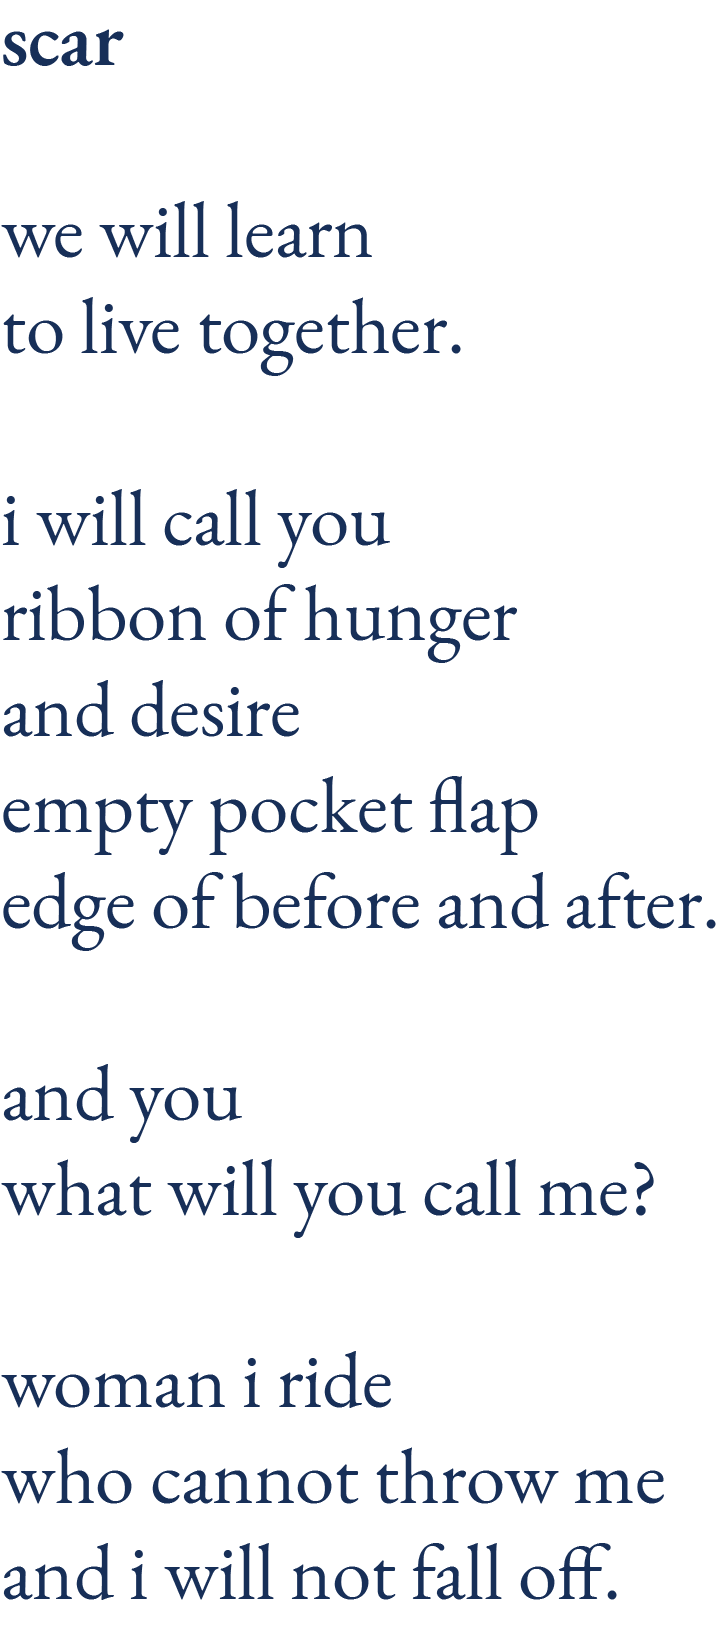 scar
we will learn
to live together.
i will call you
ribbon of hunger
and desire
empty pocket flap
edge of before and after.
and you
what will you call me?
woman i ride
who cannot throw me
and i will not fall off.